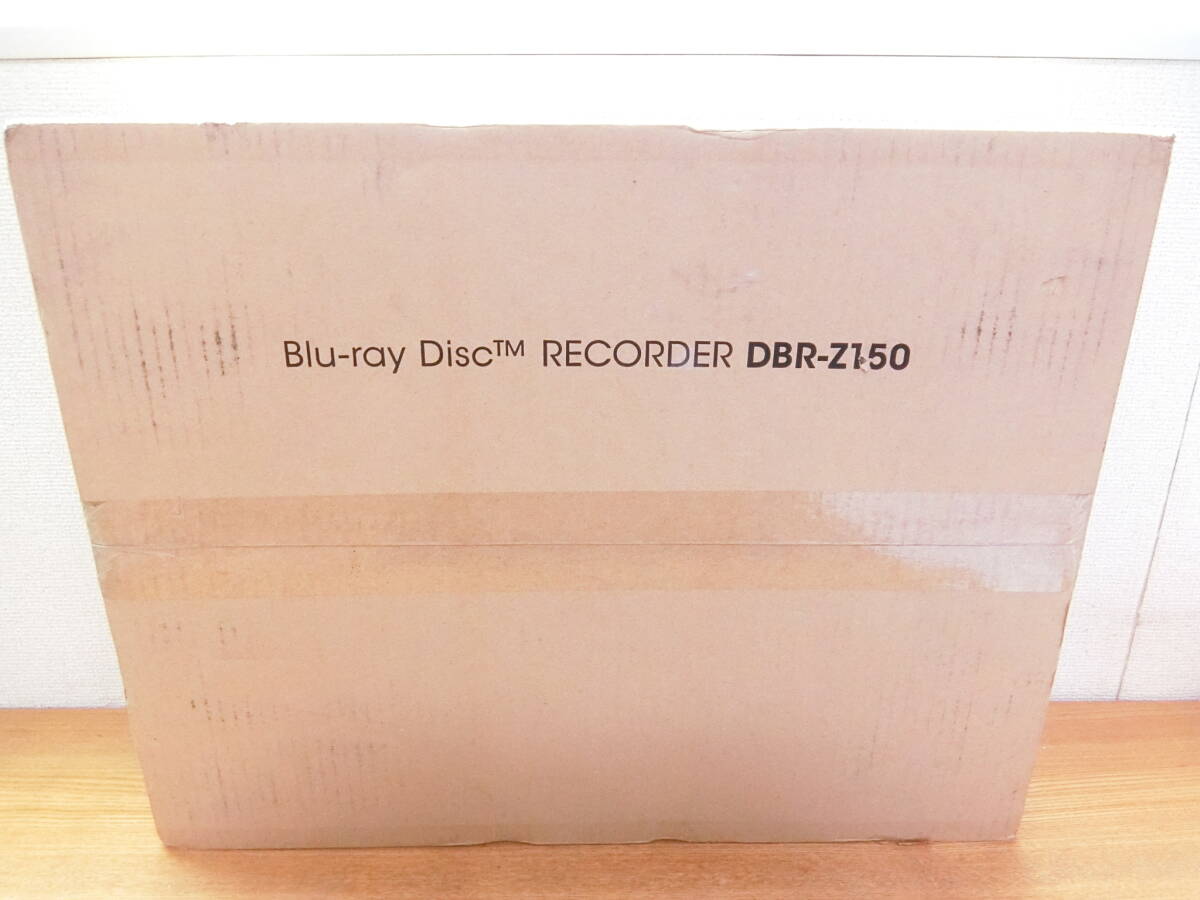 Blu-ray Disc™ RECORDER DBR-Z150